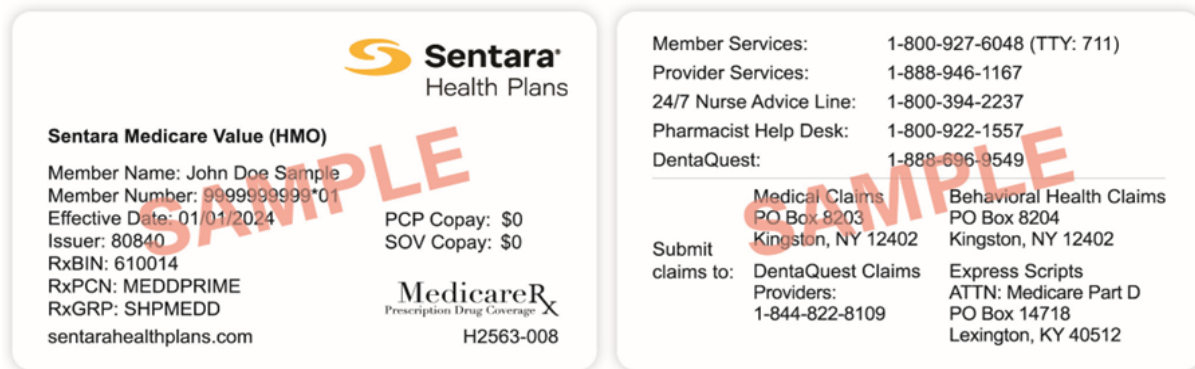 Sentara®
Health Plans
Sentara Medicare Value (HMO)
Member Name: John Doe Sample
Member Number: 9999999999*01
Effective Date: 01/01/2024
Issuer: 80840
RxBIN: 610014
RxPCN: MEDDPRIME
RxGRP: SHPMEDD
sentarahealthplans.com
PCP Copay: $0
SOV Copay: $0
MedicareRx
Prescription Drug Coverage
H2563-008
SAMPLE
Member Services: 1-800-927-6048 (TTY: 711)
Provider Services: 1-888-946-1167
24/7 Nurse Advice Line: 1-800-394-2237
Pharmacist Help Desk: 1-800-922-1557
DentaQuest: 1-888-696-9549
Submit
claims to:
Medical Claims
PO Box 8203
Kingston, NY 12402
Behavioral Health Claims
PO Box 8204
Kingston, NY 12402
DentaQuest Claims
Providers:
1-844-822-8109
Express Scripts
ATTN: Medicare Part D
PO Box 14718
Lexington, KY 40512
SAMPLE